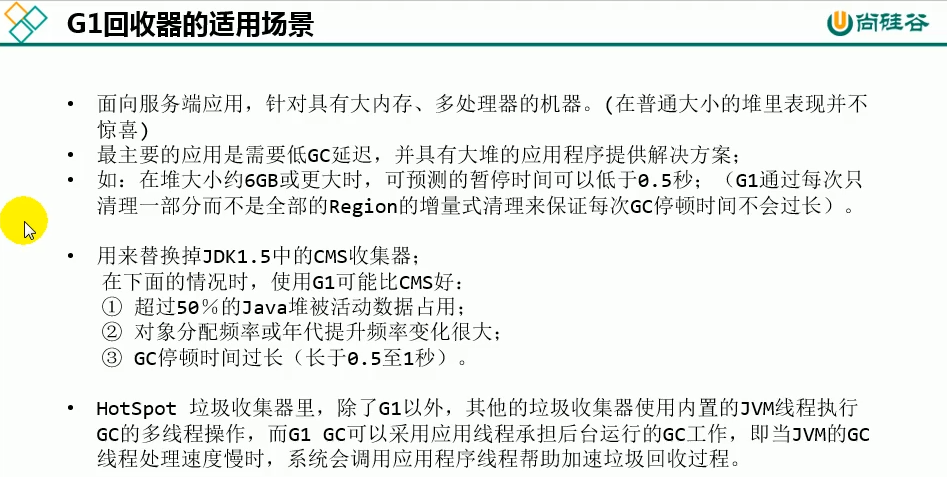 G1回收器的适用场景
尚硅谷
• 面向服务端应用，针对具有大内存、多处理器的机器。(在普通大小的堆里表现并不
惊喜)
• 最主要的应用是需要低GC延迟，并具有大堆的应用程序提供解决方案；
• 如：在堆大小约6GB或更大时，可预测的暂停时间可以低于0.5秒；（G1通过每次只
清理一部分而不是全部的Region的增量式清理来保证每次GC停顿时间不会过长）。
• 用来替换掉JDK1.5中的CMS收集器；
在下面的情况时，使用G1可能比CMS好：
① 超过50％的Java堆被活动数据占用；
② 对象分配频率或年代提升频率变化很大；
③ GC停顿时间过长（长于0.5至1秒）。
• HotSpot 垃圾收集器里，除了G1以外，其他的垃圾收集器使用内置的JVM线程执行
GC的多线程操作，而G1 GC可以采用应用线程承担后台运行的GC工作，即当JVM的GC
线程处理速度慢时，系统会调用应用程序线程帮助加速垃圾回收过程。